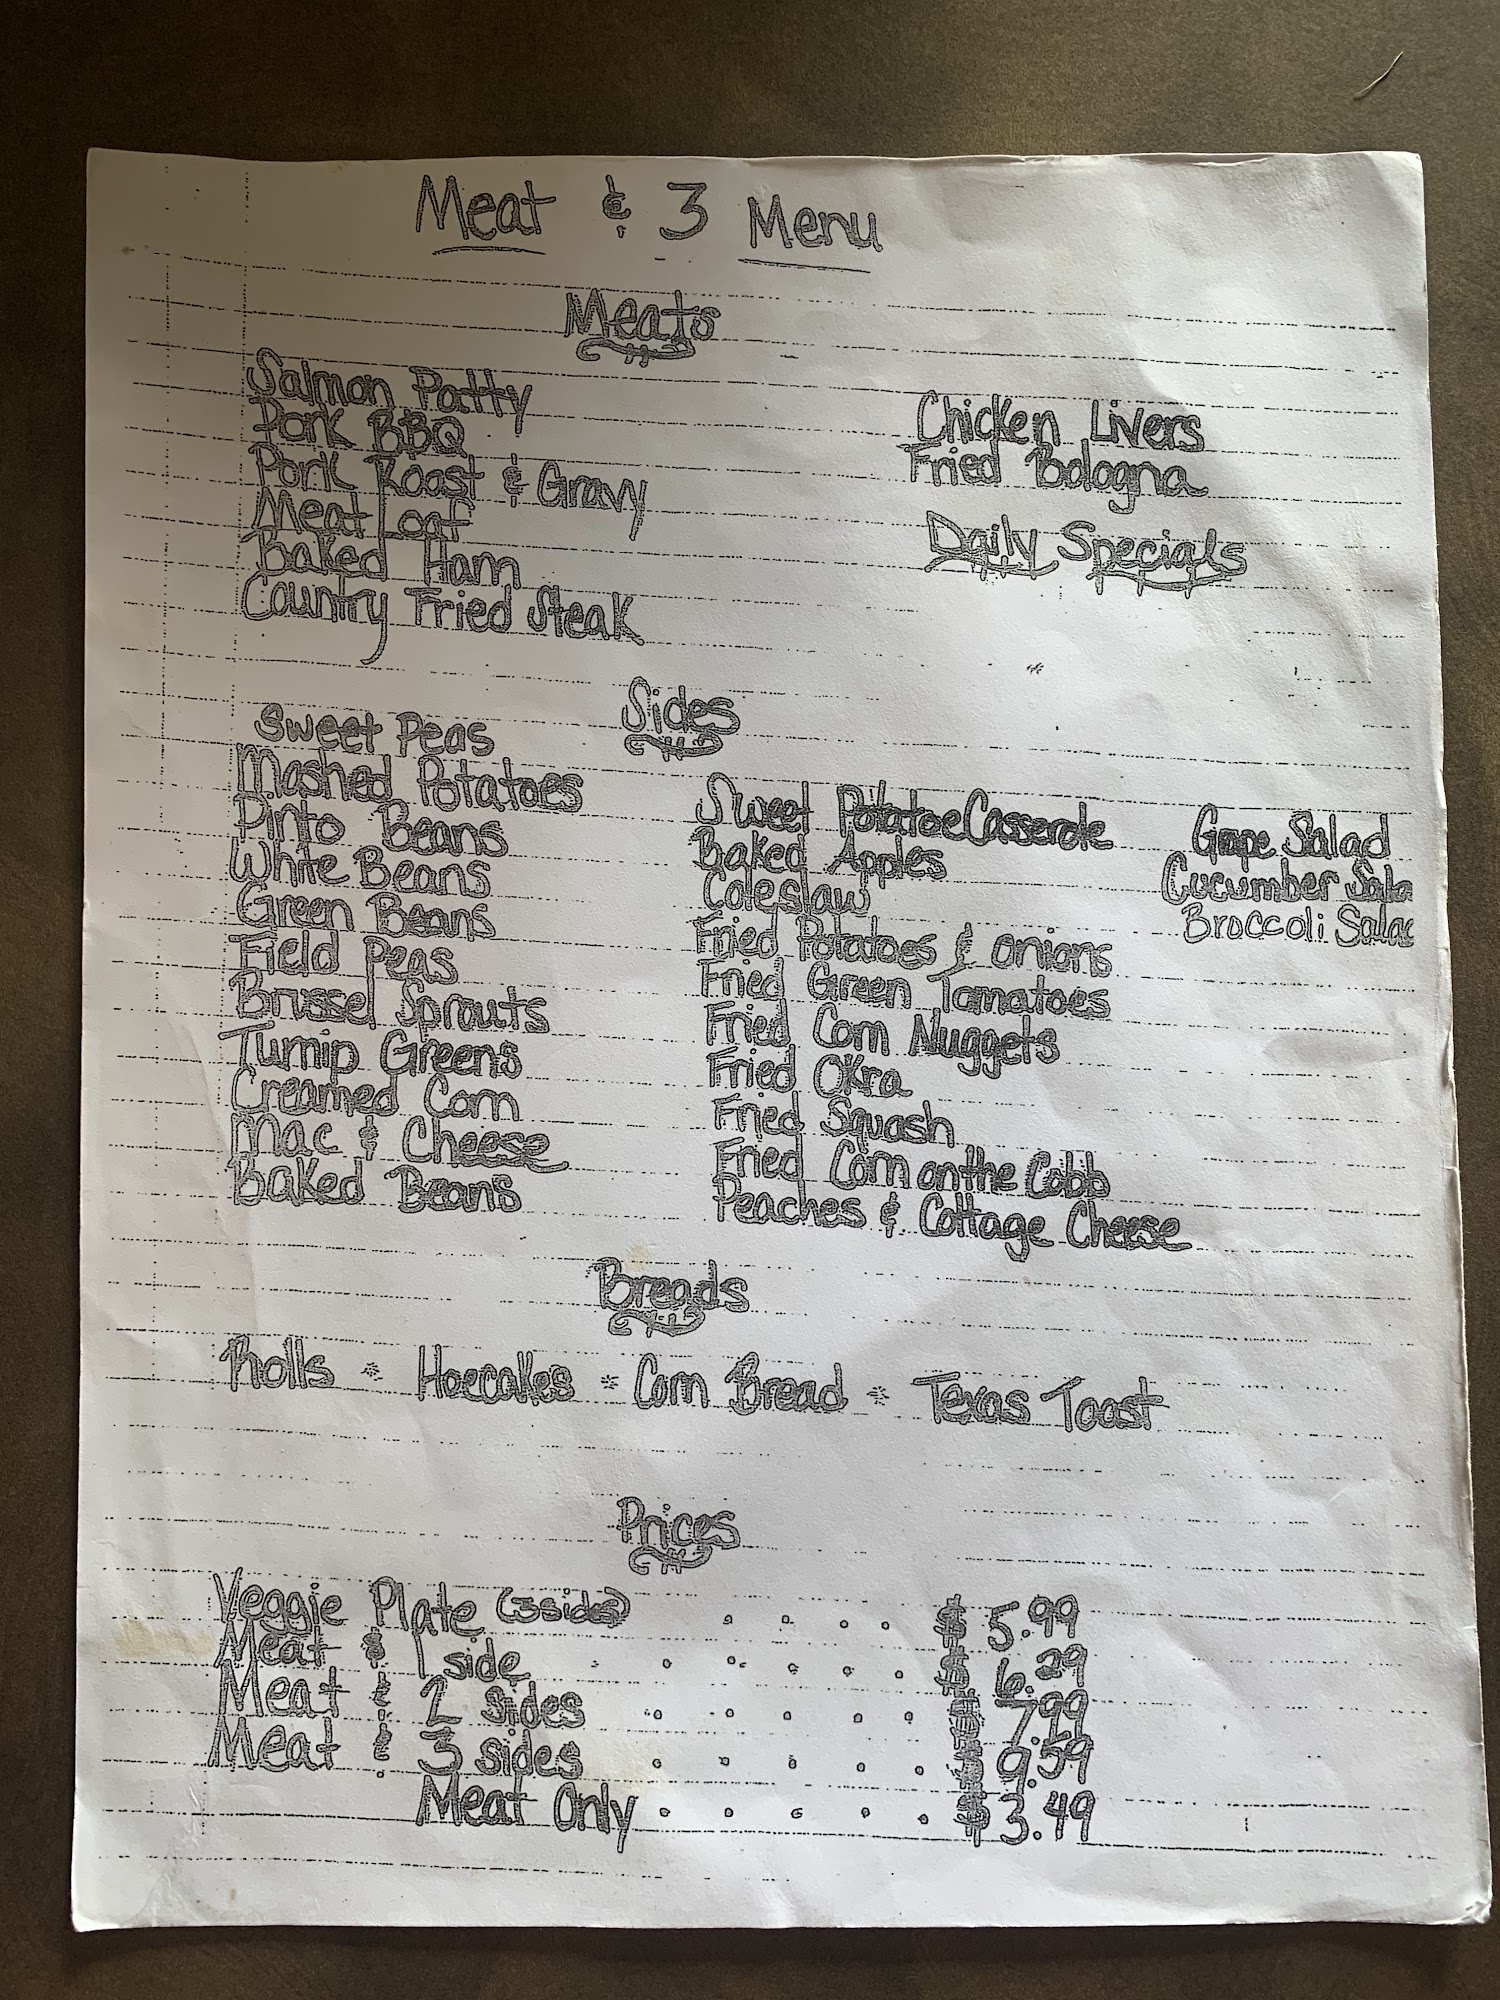 Meat & 3 Menu
Meats
Salmon Patty
Pork BBQ
Pork Roast & Gravy
Meat Loaf
Baked Ham
Country Fried Steak
Chicken Livers
Fried Bologna
Daily Specials
Sides
Sweet Peas
Mashed Potatoes
Pinto Beans
White Beans
Green Beans
Field Peas
Brussel Sprouts
Turnip Greens
Creamed Corn
Mac & Cheese
Baked Beans
Sweet PotatoeCasserole
Baked Apples
Coleslaw
Fried Potatoes & Onions
Fried Green Tomatoes
Fried Corn Nuggets
Fried Okra
Fried Squash
Fried Corn on the Cobb
Peaches & Cottage Cheese
Grape Salad
Cucumber Sala
Broccoli Salad
Breads
Rolls * Hoecakes * Corn Bread * Texas Toast
Prices
Veggie Plate (3sides) . . . . $ 5.99
Meat & 1 side . . . . . $ 6.29
Meat & 2 sides . . . . . $ 7.99
Meat & 3 sides . . . . . $ 9.59
Meat Only . . . . . $ 3.49